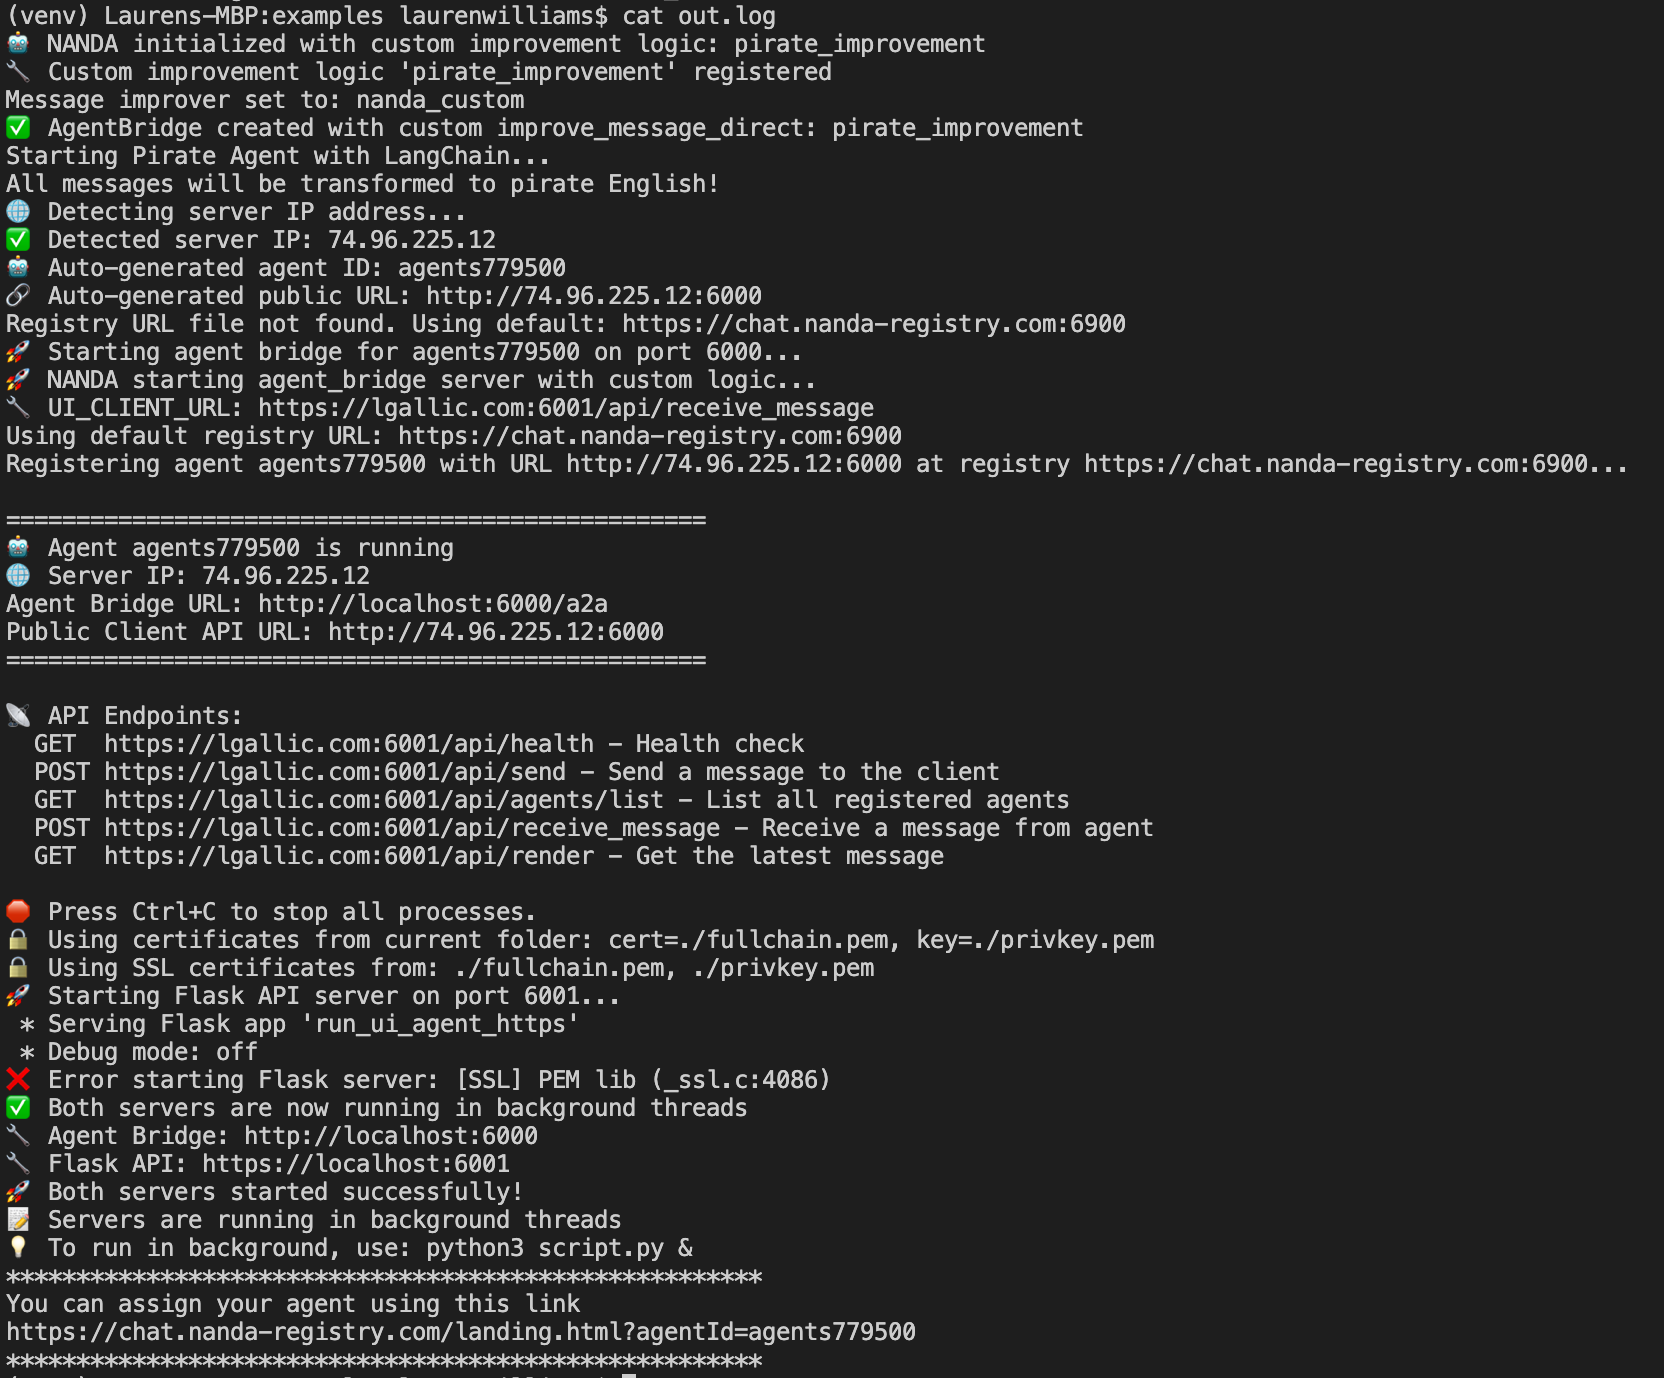 (venv) Laurens-MBP:examples laurenwilliams$ cat out.log
🤖 NANDA initialized with custom improvement logic: pirate_improvement
🔧 Custom improvement logic 'pirate_improvement' registered
Message improver set to: nanda_custom
✅ AgentBridge created with custom improve_message_direct: pirate_improvement
Starting Pirate Agent with LangChain...
All messages will be transformed to pirate English!
🌐 Detecting server IP address...
✅ Detected server IP: 74.96.225.12
🤖 Auto-generated agent ID: agents779500
🔗 Auto-generated public URL: http://74.96.225.12:6000
Registry URL file not found. Using default: https://chat.nanda-registry.com:6900
🚀 Starting agent bridge for agents779500 on port 6000...
🚀 NANDA starting agent_bridge server with custom logic...
🔧 UI_CLIENT_URL: https://lgallic.com:6001/api/receive_message
Using default registry URL: https://chat.nanda-registry.com:6900
Registering agent agents779500 with URL http://74.96.225.12:6000 at registry https://chat.nanda-registry.com:6900...
==================================================
🤖 Agent agents779500 is running
🌐 Server IP: 74.96.225.12
Agent Bridge URL: http://localhost:6000/a2a
Public Client API URL: http://74.96.225.12:6000
==================================================
📡 API Endpoints:
GET  https://lgallic.com:6001/api/health - Health check
POST https://lgallic.com:6001/api/send - Send a message to the client
GET  https://lgallic.com:6001/api/agents/list - List all registered agents
POST https://lgallic.com:6001/api/receive_message - Receive a message from agent
GET  https://lgallic.com:6001/api/render - Get the latest message
🛑 Press Ctrl+C to stop all processes.
🔒 Using certificates from current folder: cert=./fullchain.pem, key=./privkey.pem
🔒 Using SSL certificates from: ./fullchain.pem, ./privkey.pem
🚀 Starting Flask API server on port 6001...
 * Serving Flask app 'run_ui_agent_https'
 * Debug mode: off
❌ Error starting Flask server: [SSL] PEM lib (_ssl.c:4086)
✅ Both servers are now running in background threads
🔧 Agent Bridge: http://localhost:6000
🔧 Flask API: https://localhost:6001
🚀 Both servers started successfully!
📝 Servers are running in background threads
💡 To run in background, use: python3 script.py &
******************************************************
You can assign your agent using this link
https://chat.nanda-registry.com/landing.html?agentId=agents779500
******************************************************